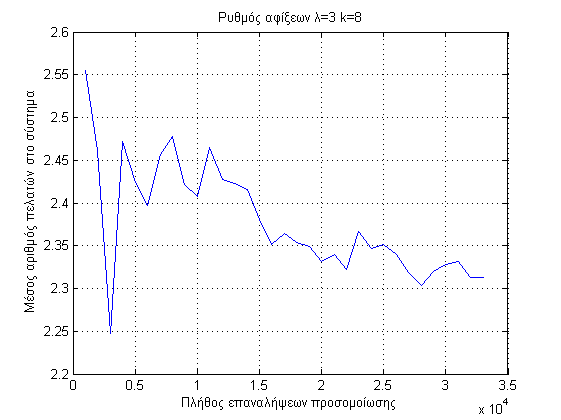 Ρυθμός αφίξεων λ=3 k=8
Μέσος αριθμός πελατών στο σύστημα
2.6
2.55
2.5
2.45
2.4
2.35
2.3
2.25
2.2
0 0.5 1 1.5 2 2.5 3 3.5
Πλήθος επαναλήψεων προσομοίωσης
x 10^4